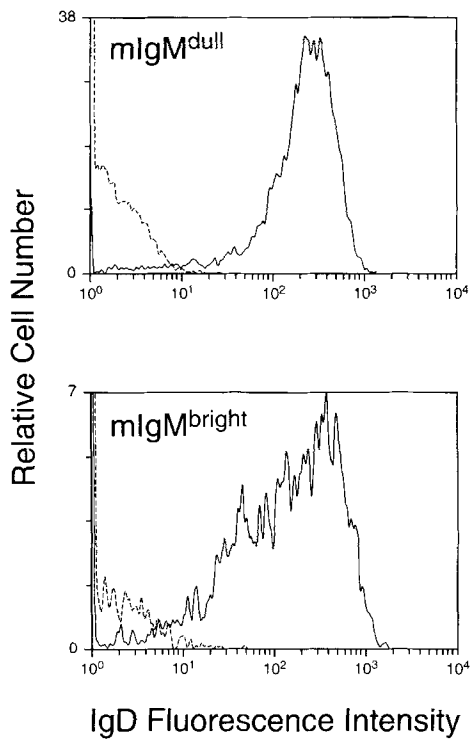 38
mIgM^dull
0
10^0 10^1 10^2 10^3 10^4
Relative Cell Number
7
mIgM^bright
0
10^0 10^1 10^2 10^3 10^4
IgD Fluorescence Intensity